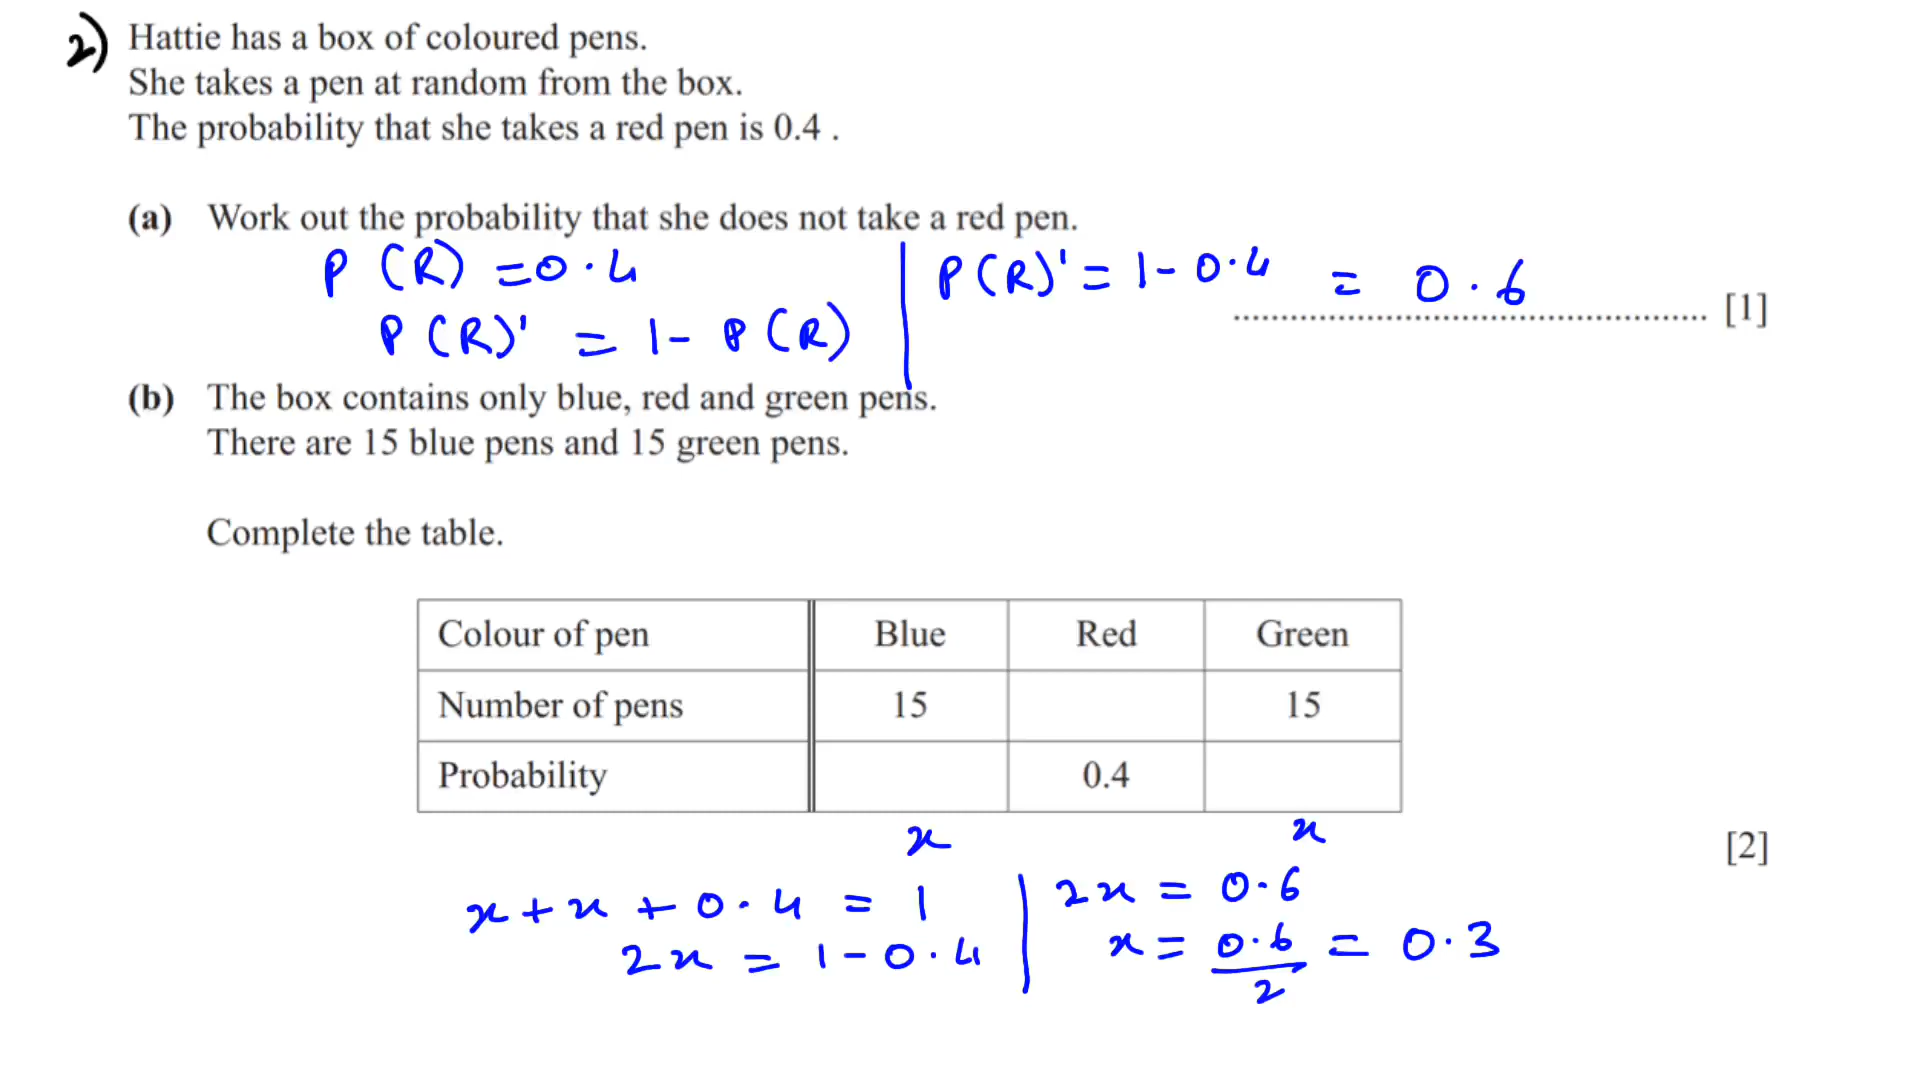 2) Hattie has a box of coloured pens.
She takes a pen at random from the box.
The probability that she takes a red pen is 0.4 .
(a) Work out the probability that she does not take a red pen.
P (R) = 0.4
P (R)' = 1 - P (R)
P (R)' = 1 - 0.4 = 0.6
.................................................. [1]
(b) The box contains only blue, red and green pens.
There are 15 blue pens and 15 green pens.
Complete the table.
Colour of pen Blue Red Green
Number of pens 15 15
Probability 0.4
x x
[2]
x + x + 0.4 = 1
2x = 1 - 0.4
2x = 0.6
x = 0.6/2 = 0.3